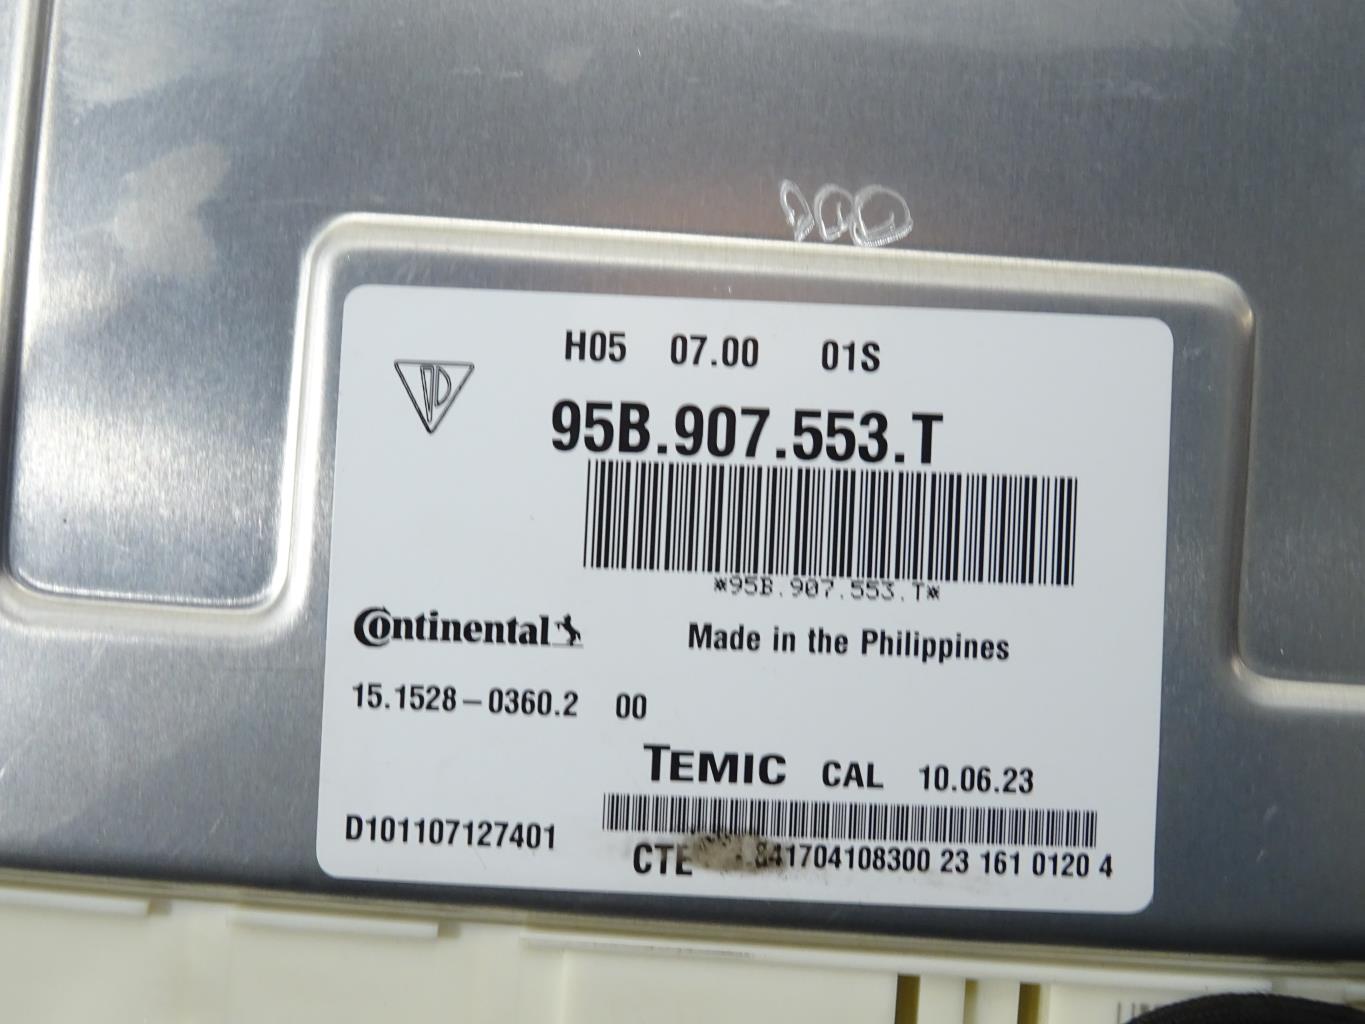 H05 07.00 01S
95B.907.553.T
*95B.907.553.T*
Continental
Made in the Philippines
15.1528-0360.2 00
TEMIC CAL 10.06.23
D101107127401
CTE 841704108300 23 161 0120 4